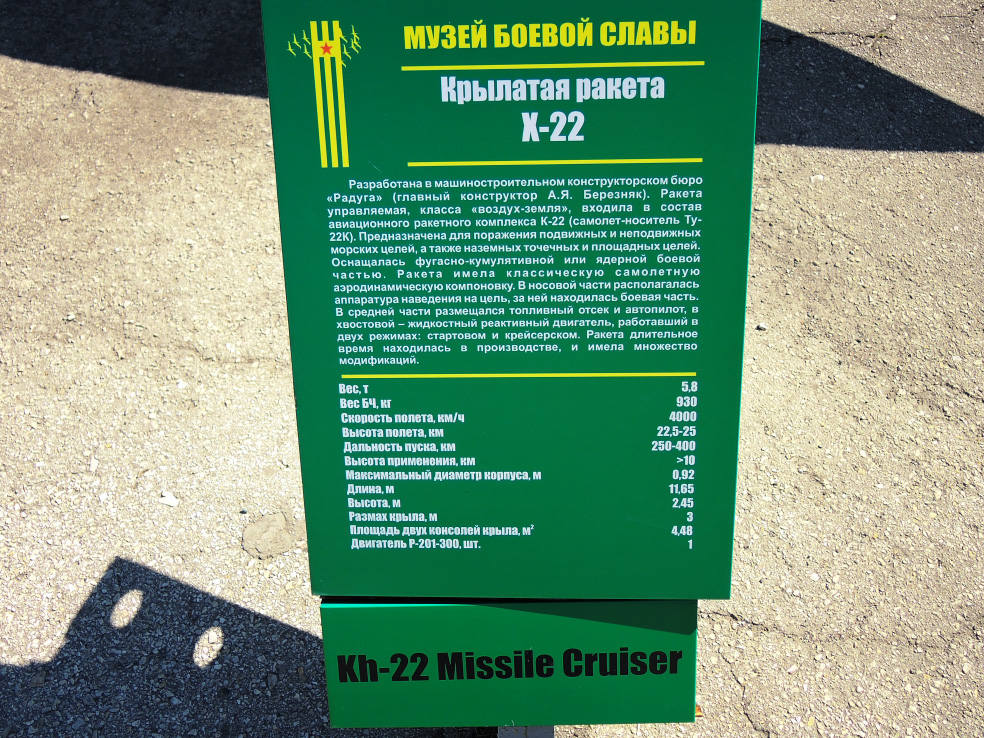 МУЗЕЙ БОЕВОЙ СЛАВЫ
Крылатая ракета
Х-22
Разработана в машиностроительном конструкторском бюро
«Радуга» (главный конструктор А.Я. Березняк). Ракета
управляемая, класса «воздух-земля», входила в состав
авиационного ракетного комплекса К-22 (самолет-носитель Ту-
22К). Предназначена для поражения подвижных и неподвижных
морских целей, а также наземных точечных и площадных целей.
Оснащалась фугасно-кумулятивной или ядерной боевой
частью. Ракета имела классическую самолетную
аэродинамическую компоновку. В носовой части располагалась
аппаратура наведения на цель, за ней находилась боевая часть.
В средней части размещался топливный отсек и автопилот, в
хвостовой – жидкостный реактивный двигатель, работавший в
двух режимах: стартовом и крейсерском. Ракета длительное
время находилась в производстве, и имела множество
модификаций.
Вес, т 5,8
Вес БЧ, кг 930
Скорость полета, км/ч 4000
Высота полета, км 22,5-25
Дальность пуска, км 250-400
Высота применения, км >10
Максимальный диаметр корпуса, м 0,92
Длина, м 11,65
Высота, м 2,45
Размах крыла, м 3
Площадь двух консолей крыла, м² 4,48
Двигатель Р-201-300, шт. 1
Kh-22 Missile Cruiser